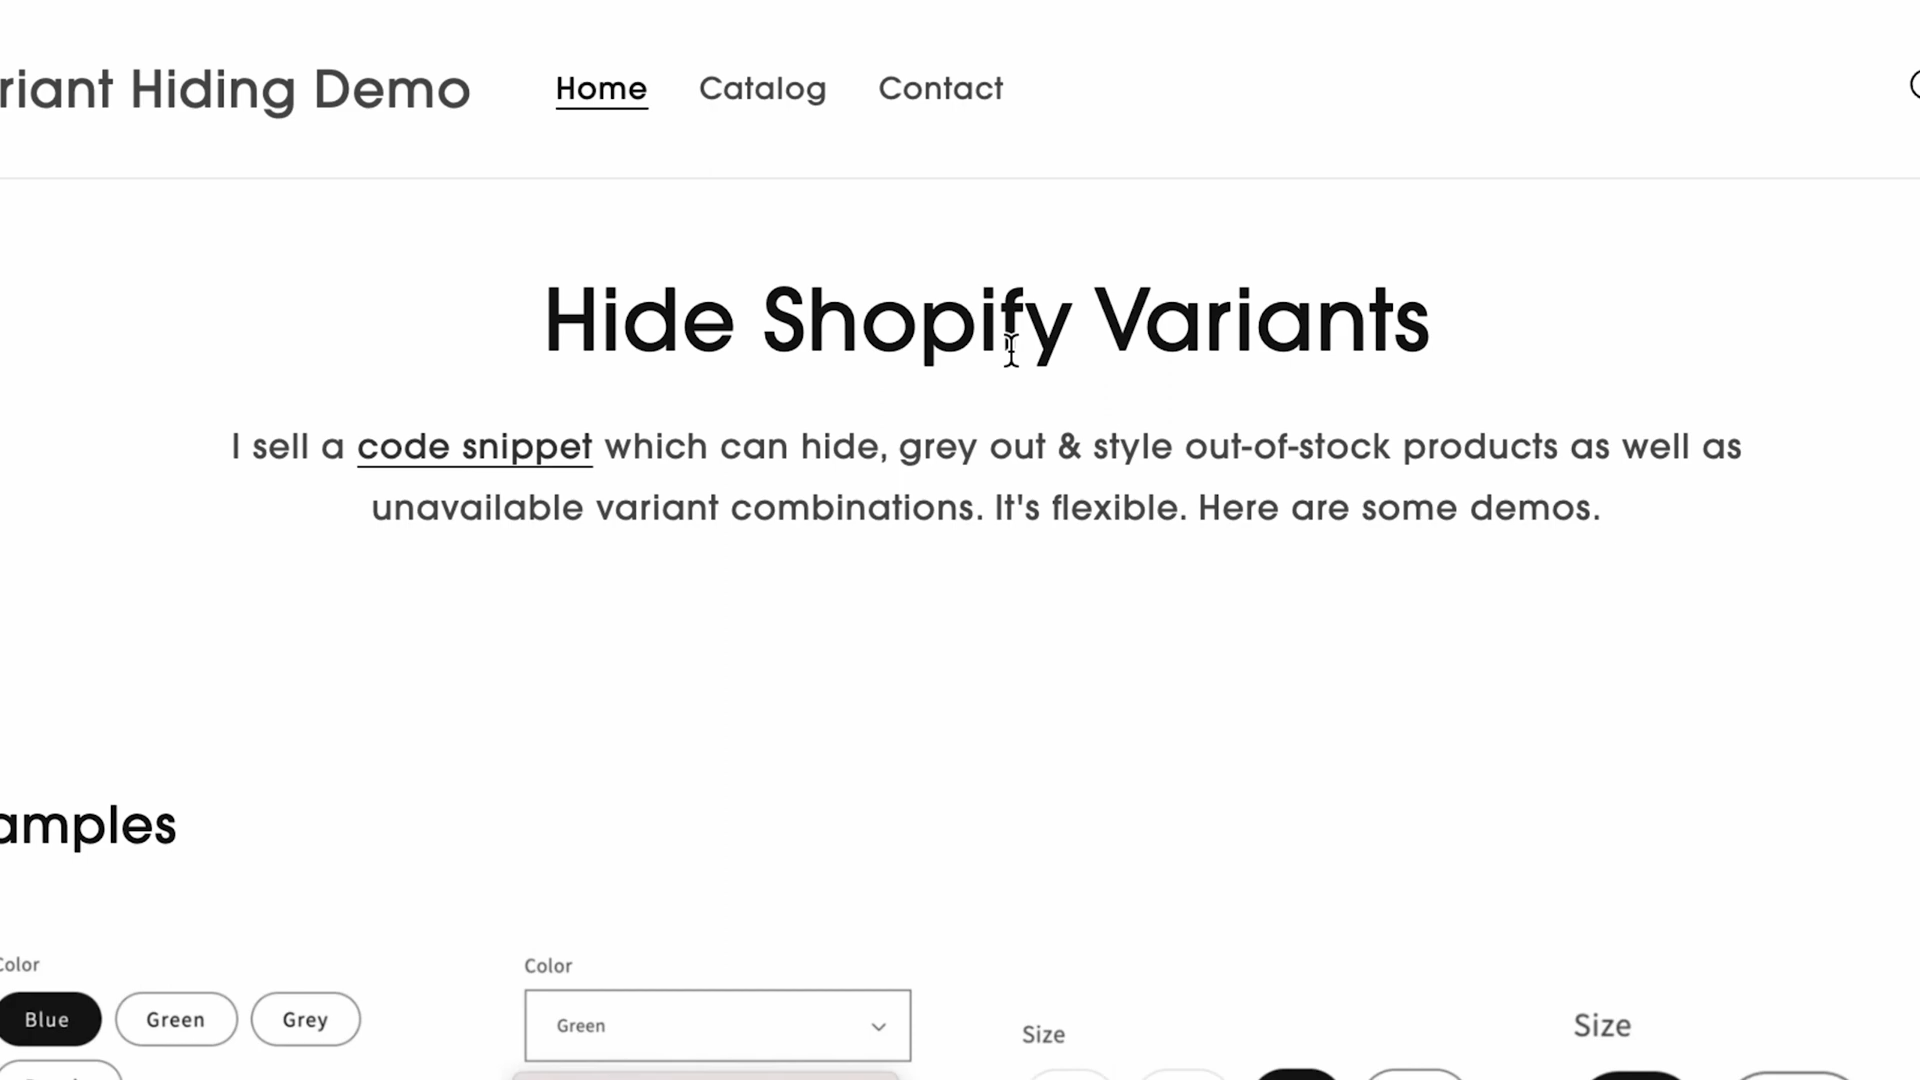 riant Hiding Demo
Home
Catalog
Contact
Hide Shopify Variants
I sell a code snippet which can hide, grey out & style out-of-stock products as well as
unavailable variant combinations. It's flexible. Here are some demos.
amples
Color
Blue
Green
Grey
Color
Green
Size
Size